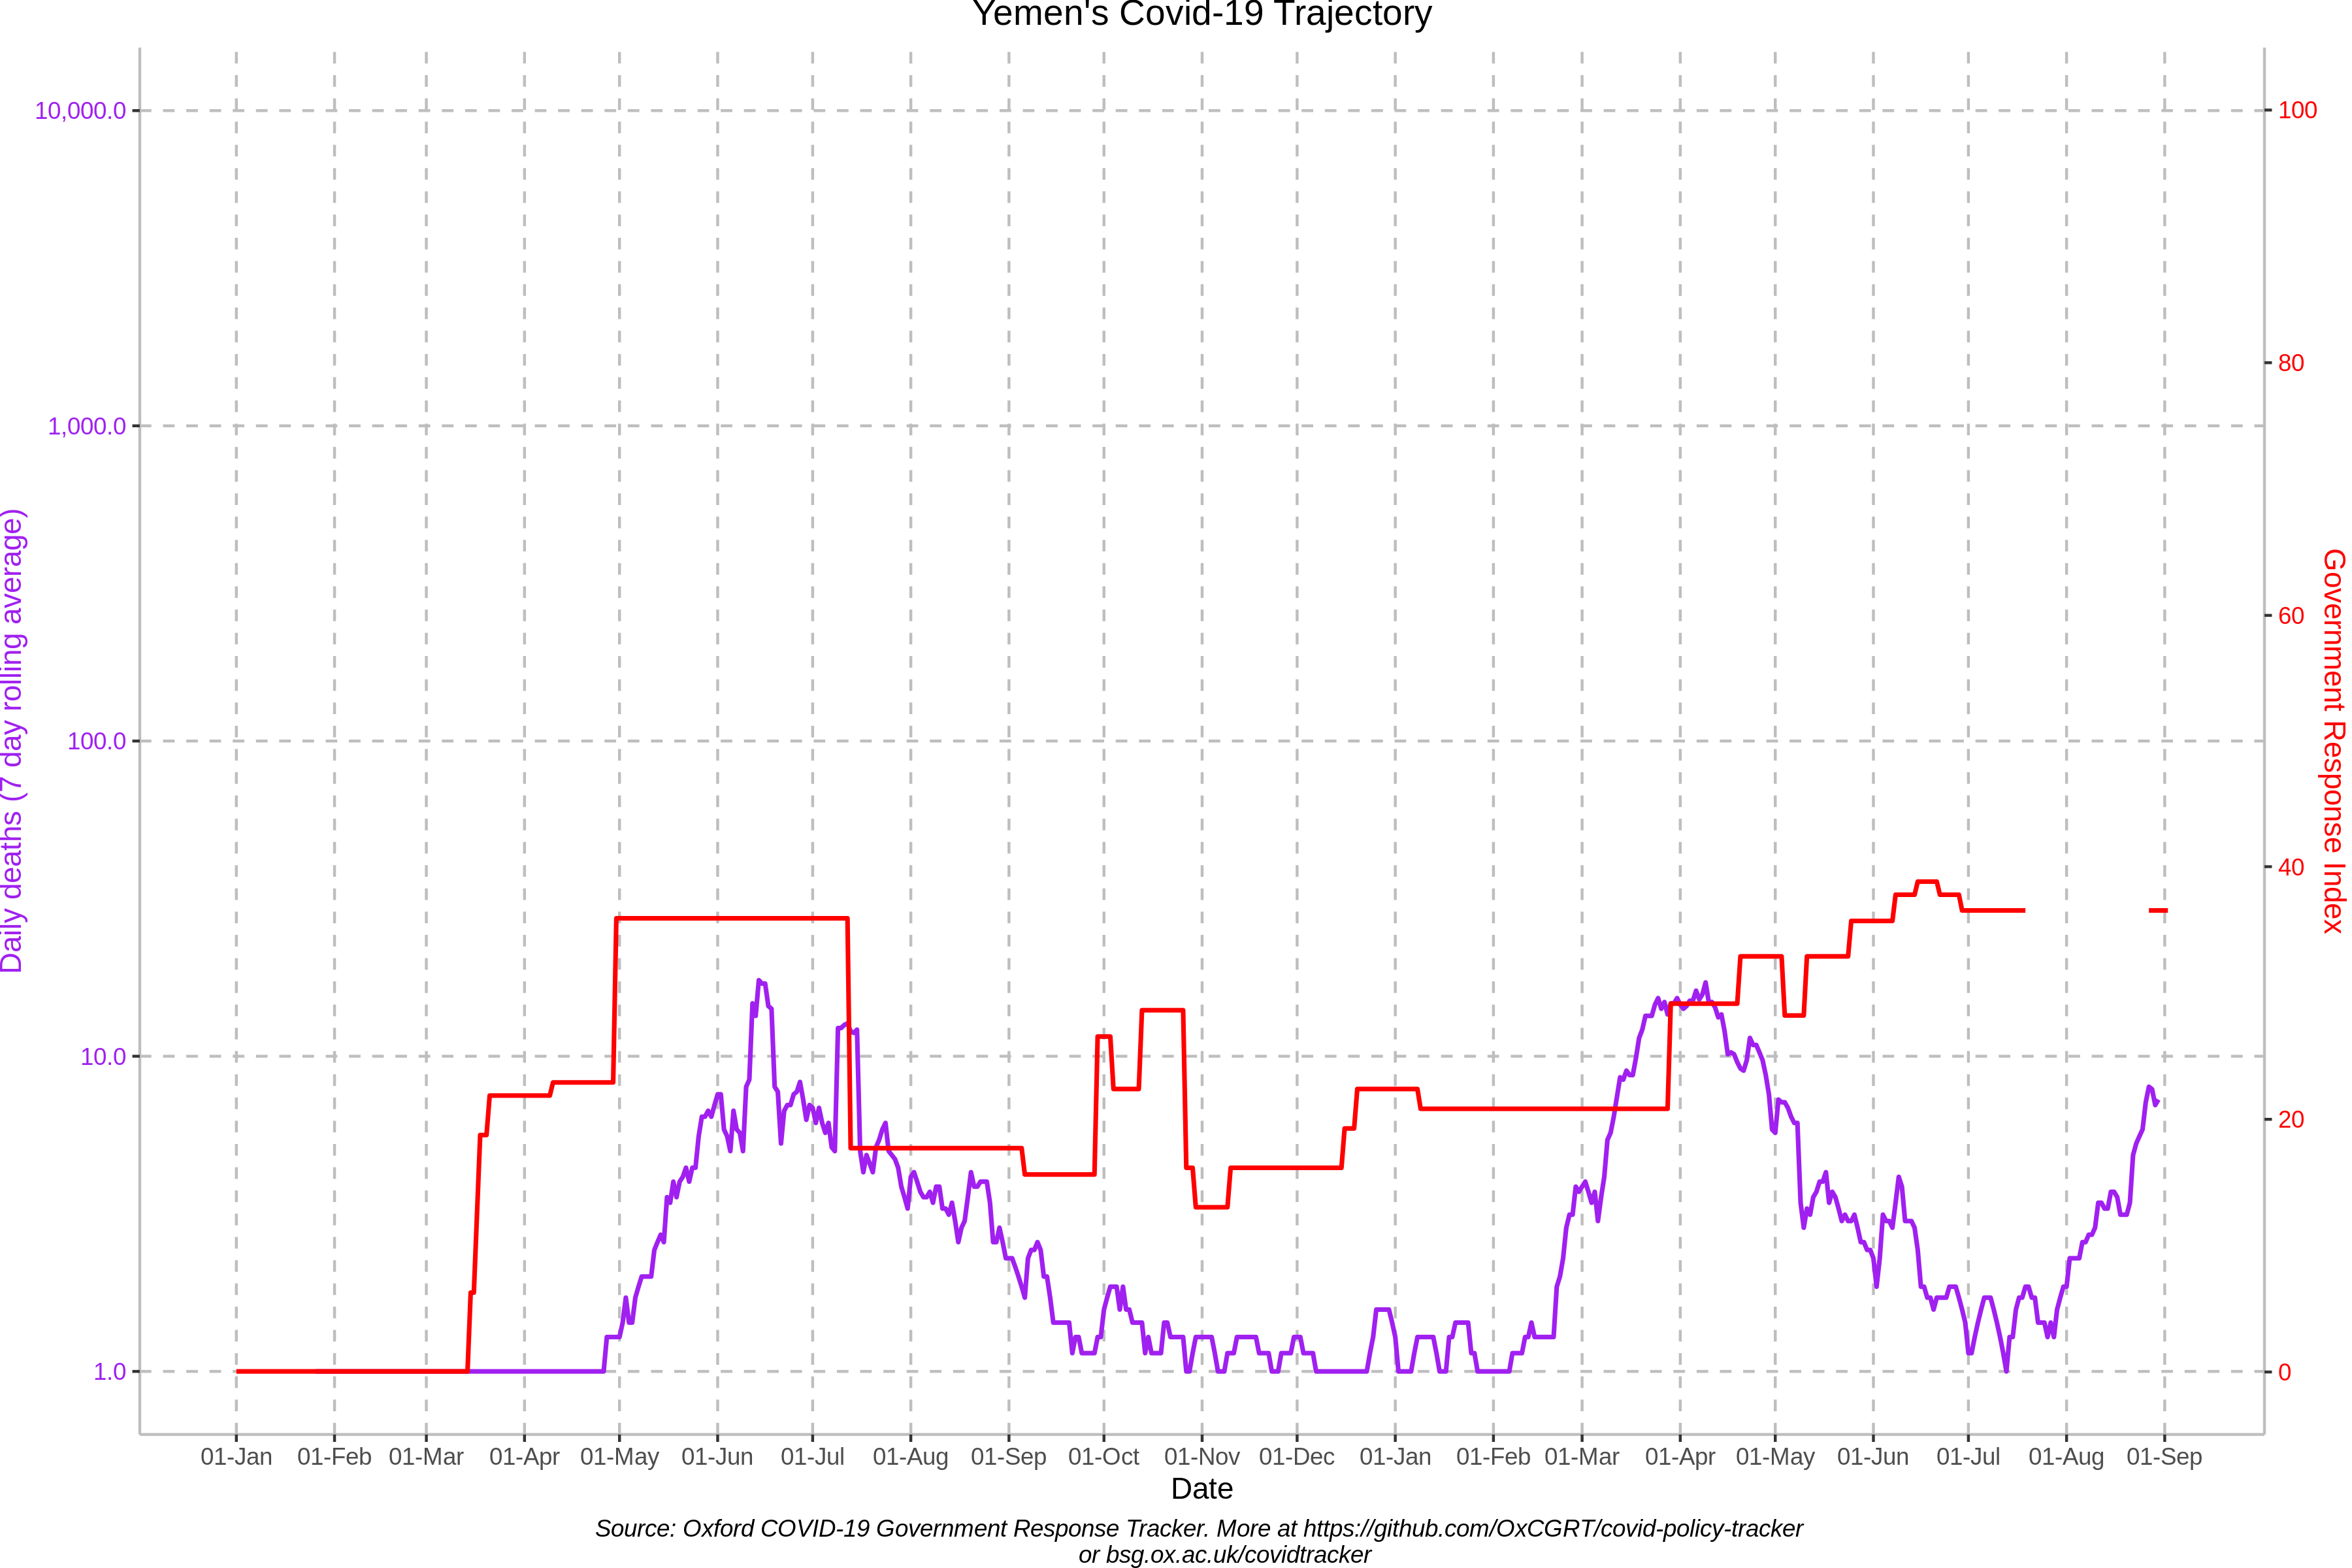 Yemen's Covid-19 Trajectory
10,000.0
1,000.0
100.0
10.0
1.0
Daily deaths (7 day rolling average)
100
80
60
40
20
0
Government Response Index
01-Jan 01-Feb 01-Mar 01-Apr 01-May 01-Jun 01-Jul 01-Aug 01-Sep 01-Oct 01-Nov 01-Dec 01-Jan 01-Feb 01-Mar 01-Apr 01-May 01-Jun 01-Jul 01-Aug 01-Sep
Date
Source: Oxford COVID-19 Government Response Tracker. More at https://github.com/OxCGRT/covid-policy-tracker
or bsg.ox.ac.uk/covidtracker